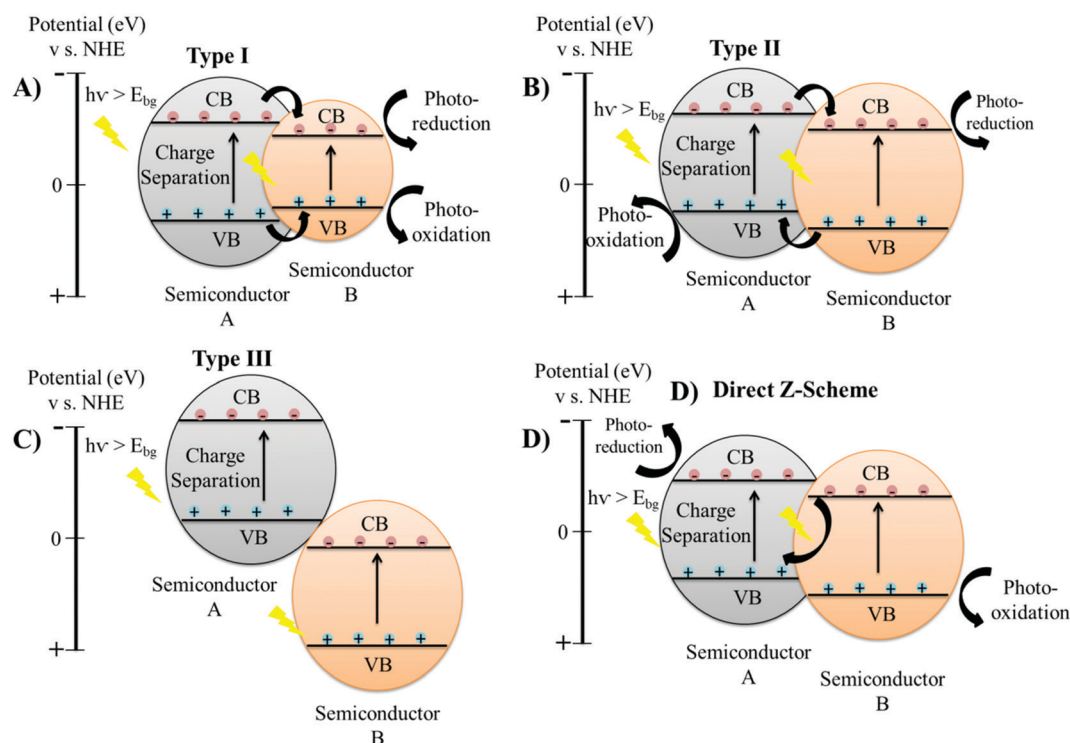 Potential (eV)
v s. NHE
Type I
A)
-
hv > Ebg
CB
- - - -
CB
- - -
Photo-
reduction
Charge
Separation
0
+ + + +
+ + +
VB
VB
Photo-
oxidation
+
Semiconductor
A
Semiconductor
B
Potential (eV)
v s. NHE
Type II
B)
-
hv > Ebg
CB
- - - -
CB
- - - -
Photo-
reduction
Charge
Separation
0
+ + + +
VB
+ + + +
VB
Photo-
oxidation
+
Semiconductor
A
Semiconductor
B
Type III
Potential (eV)
v s. NHE
C)
-
hv > Ebg
CB
- - - -
Charge
Separation
+ + + +
VB
0
Semiconductor
A
CB
- - - -
+ + + +
VB
+
Semiconductor
B
Potential (eV)
v s. NHE
D) Direct Z-Scheme
D)
-
Photo-
reduction
hv > Ebg
CB
- - - -
CB
- - - -
Charge
Separation
0
+ + + +
VB
+ + + +
VB
Photo-
oxidation
+
Semiconductor
A
Semiconductor
B